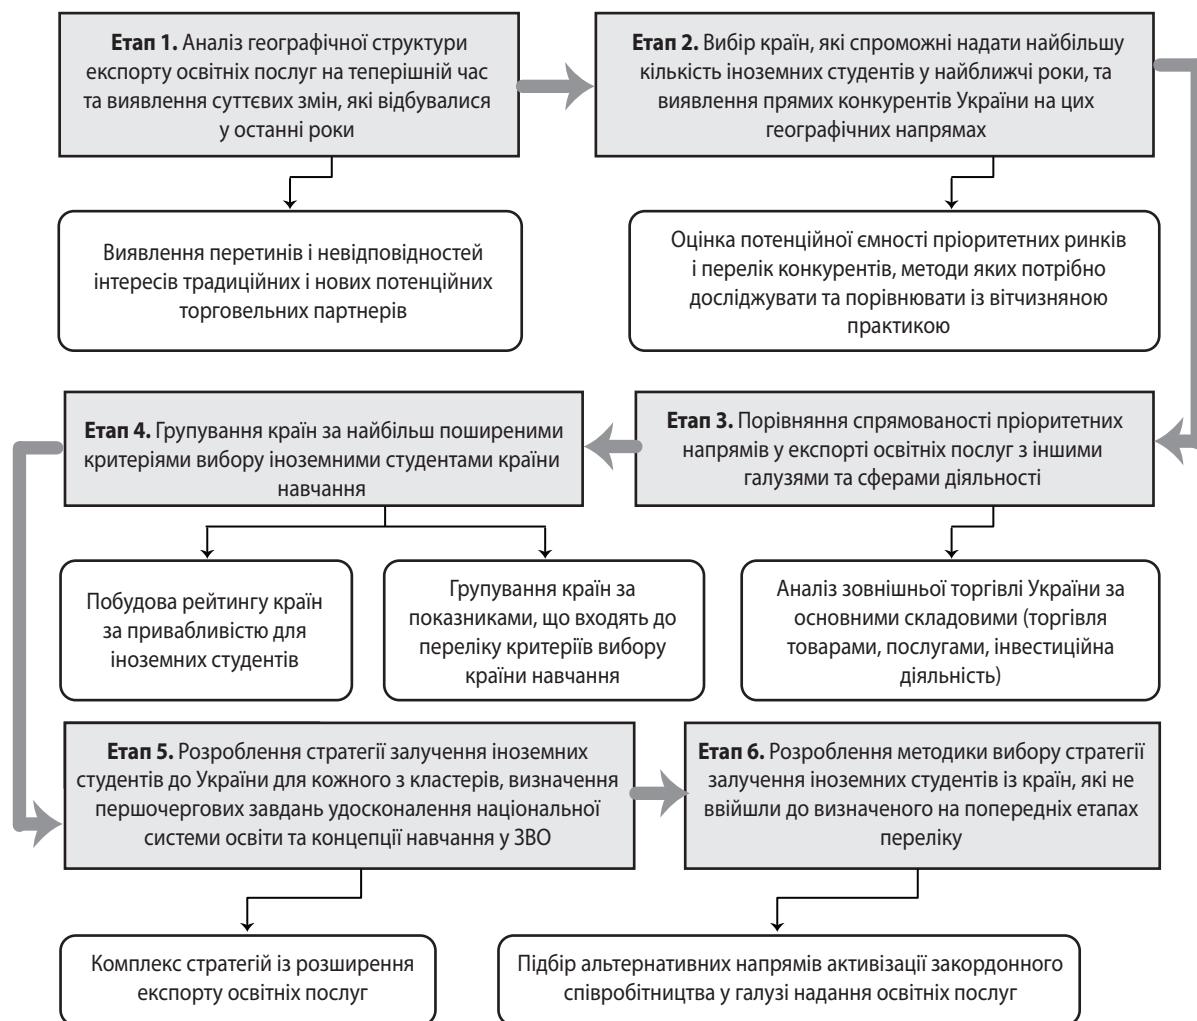 Етап 1. Аналіз географічної структури
експорту освітніх послуг на теперішній час
та виявлення суттєвих змін, які відбувалися
у останні роки
Етап 2. Вибір країн, які спроможні надати найбільшу
кількість іноземних студентів у найближчі роки, та
виявлення прямих конкурентів України на цих
географічних напрямах
Виявлення перетинів і невідповідностей
інтересів традиційних і нових потенційних
торговельних партнерів
Оцінка потенційної ємності пріоритетних ринків
і перелік конкурентів, методи яких потрібно
досліджувати та порівнювати із вітчизняною
практикою
Етап 3. Порівняння спрямованості пріоритетних
напрямів у експорті освітніх послуг з іншими
галузями та сферами діяльності
Етап 4. Групування країн за найбільш поширеними
критеріями вибору іноземними студентами країни
навчання
Побудова рейтингу країн
за привабливістю для
іноземних студентів
Групування країн за
показниками, що входять до
переліку критеріїв вибору
країни навчання
Аналіз зовнішньої торгівлі України за
основними складовими (торгівля
товарами, послугами, інвестиційна
діяльність)
Етап 5. Розроблення стратегії залучення іноземних
студентів до України для кожного з кластерів, визначення
першочергових завдань удосконалення національної
системи освіти та концепції навчання у ЗВО
Етап 6. Розроблення методики вибору стратегії
залучення іноземних студентів із країн, які не
ввійшли до визначеного на попередніх етапах
переліку
Комплекс стратегій із розширення
експорту освітніх послуг
Підбір альтернативних напрямів активізації закордонного
співробітництва у галузі надання освітніх послуг